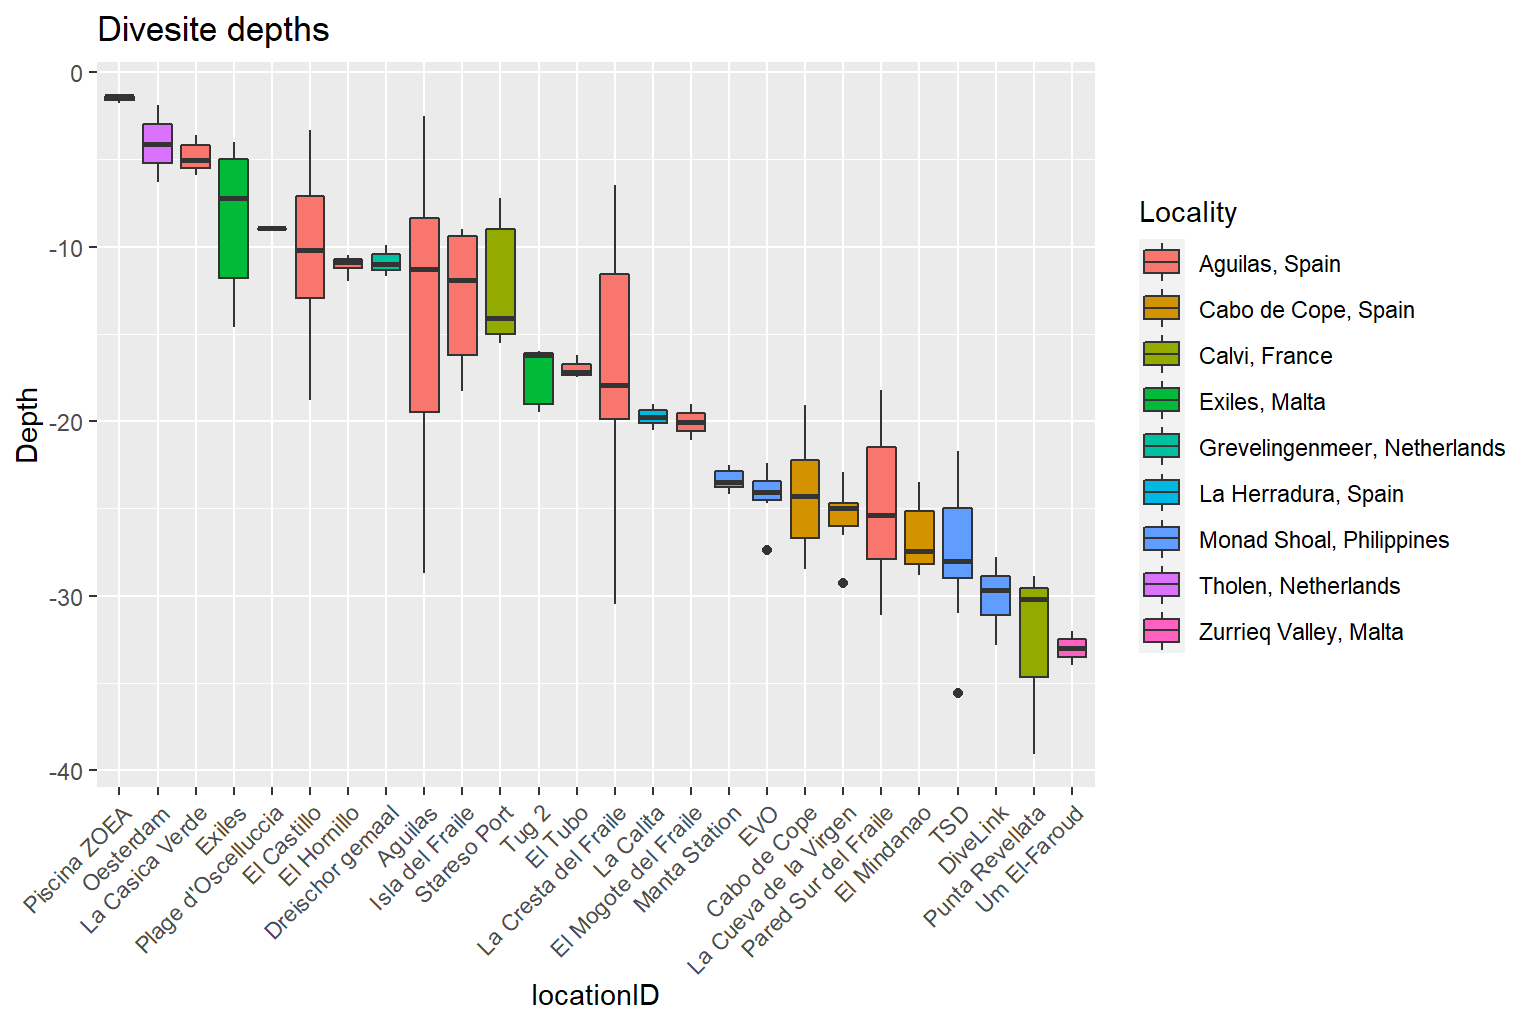 Divesite depths
Depth
0
-10
-20
-30
-40
Piscina ZOEA
Oesterdam
La Casica Verde
Exiles
Plage d'Oscelluccia
El Castillo
El Hornillo
Dreischor gemaal
Aguilas
Isla del Fraile
Stareso Port
Tug 2
El Tubo
La Cresta del Fraile
La Calita
El Mogote del Fraile
Manta Station
EVO
Cabo de Cope
La Cueva de la Virgen
Pared Sur del Fraile
El Mindanao
TSD
DiveLink
Punta Revellata
Um El-Faroud
locationID
Locality
Aguilas, Spain
Cabo de Cope, Spain
Calvi, France
Exiles, Malta
Grevelingenmeer, Netherlands
La Herradura, Spain
Monad Shoal, Philippines
Tholen, Netherlands
Zurrieq Valley, Malta